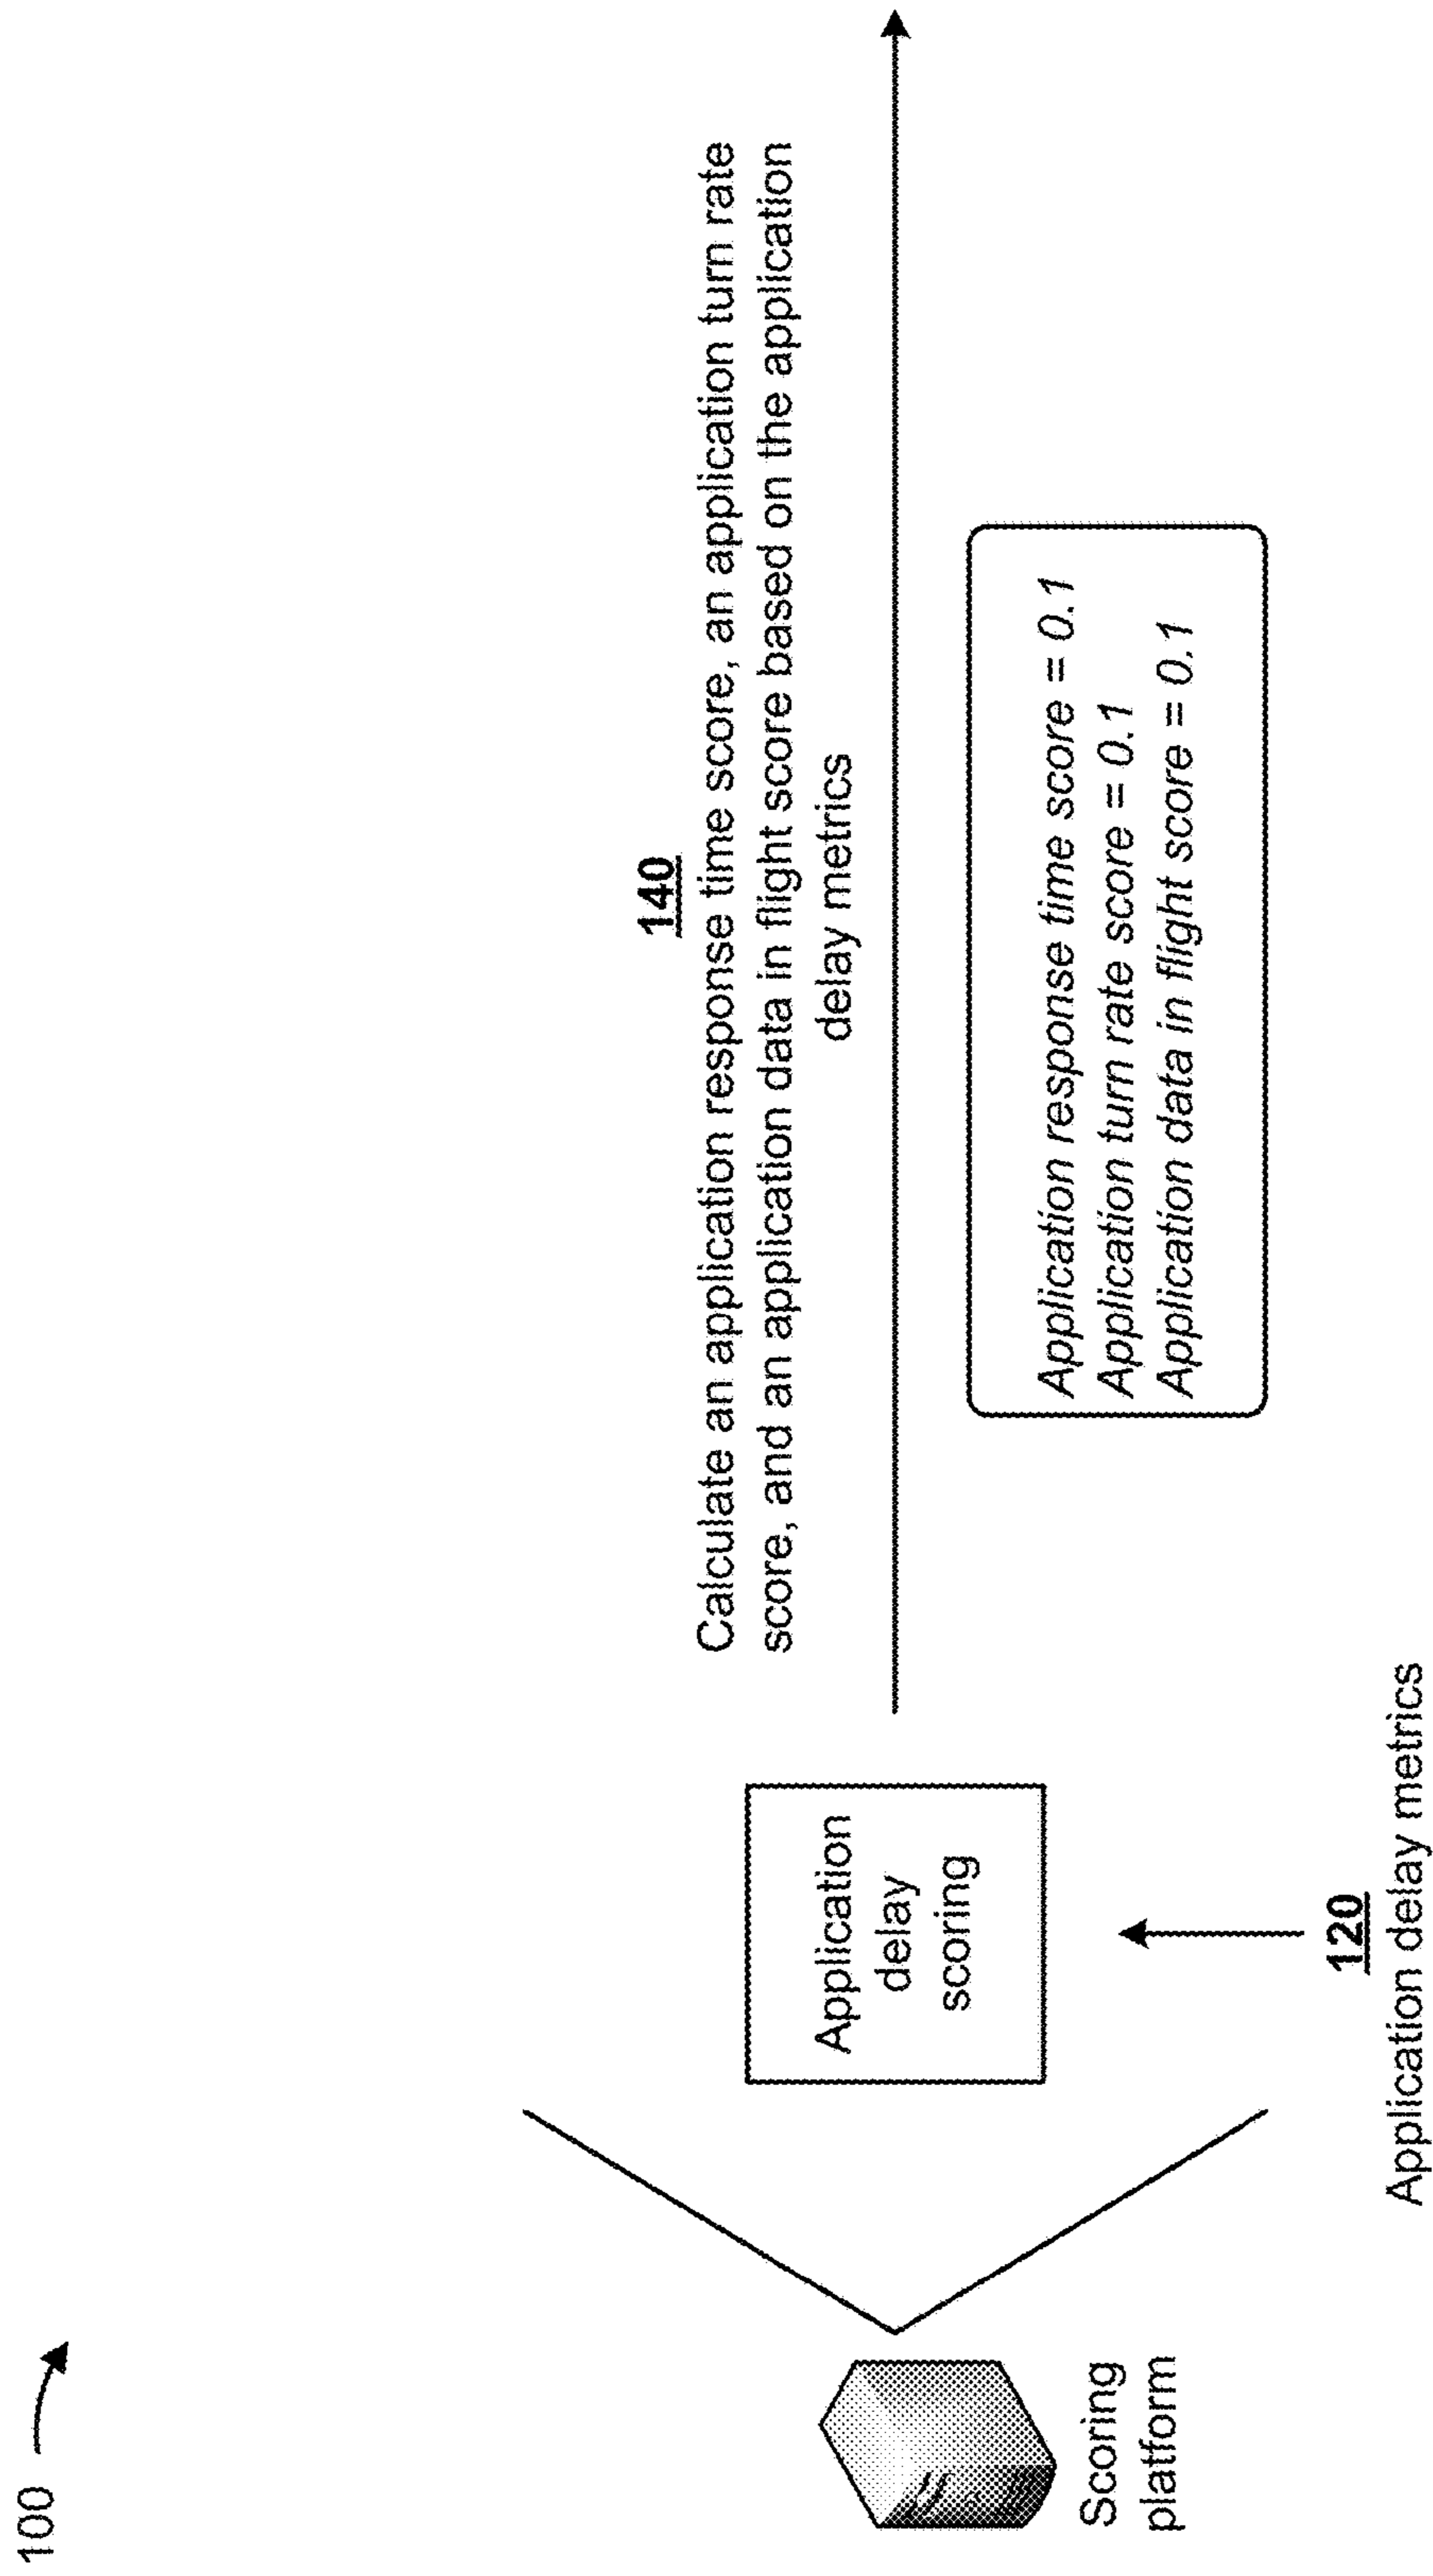 100
140
Calculate an application response time score, an application turn rate
score, and an application data in flight score based on the application
delay metrics
Application
delay
scoring
Application response time score = 0.1
Application turn rate score = 0.1
Application data in flight score = 0.1
Scoring
platform
120
Application delay metrics